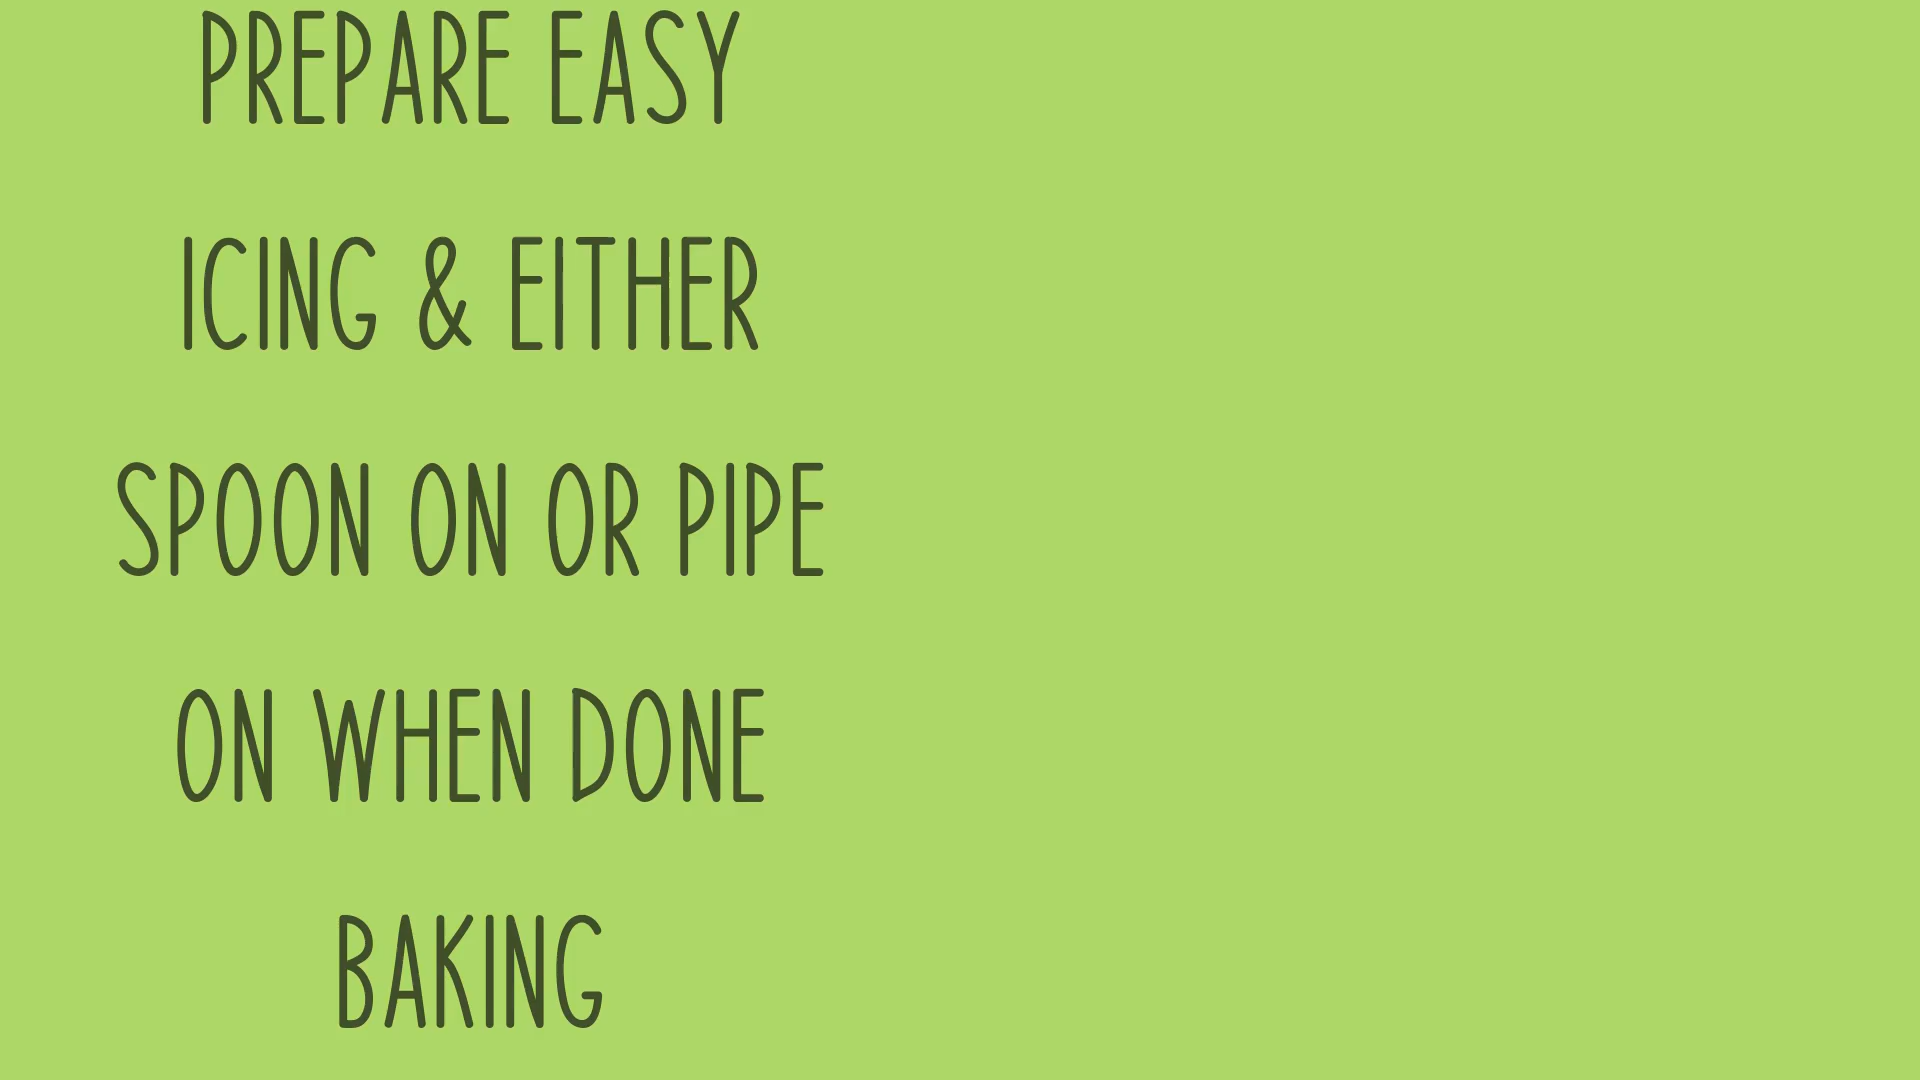 PREPARE EASY
ICING & EITHER
SPOON ON OR PIPE
ON WHEN DONE
BAKING